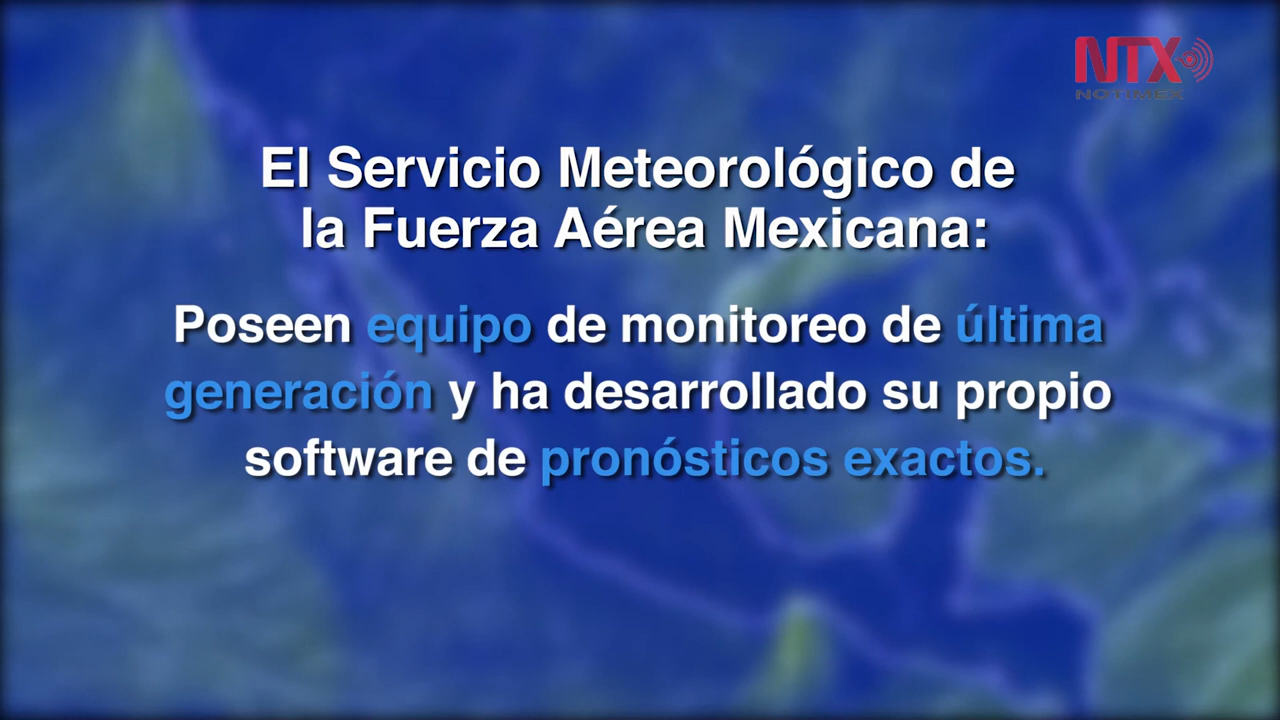 NTX
NOTIMEX
El Servicio Meteorológico de
la Fuerza Aérea Mexicana:
Poseen equipo de monitoreo de última
generación y ha desarrollado su propio
software de pronósticos exactos.